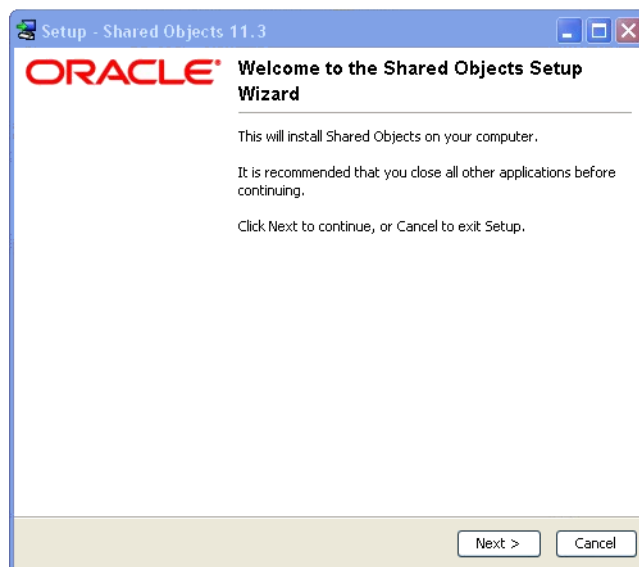 Setup - Shared Objects 11.3
ORACLE
Welcome to the Shared Objects Setup
Wizard
This will install Shared Objects on your computer.
It is recommended that you close all other applications before
continuing.
Click Next to continue, or Cancel to exit Setup.
Next >
Cancel